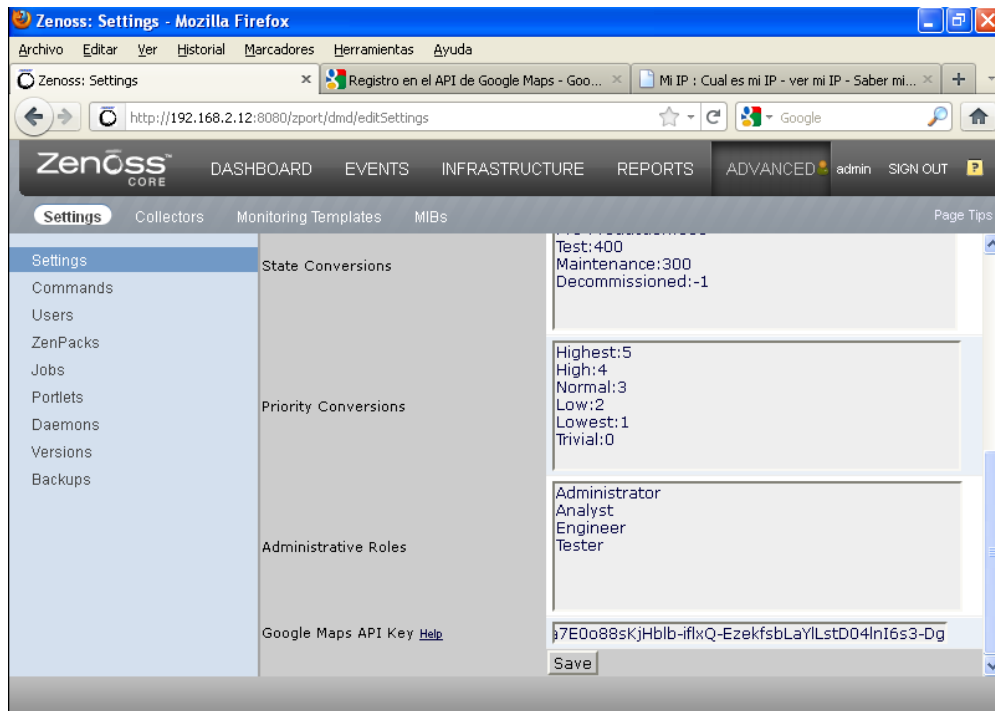 Zenoss: Settings - Mozilla Firefox
Archivo Editar Ver Historial Marcadores Herramientas Ayuda
Zenoss: Settings
Registro en el API de Google Maps - Goo...
Mi IP : Cual es mi IP - ver mi IP - Saber mi...
http://192.168.2.12:8080/zport/dmd/editSettings
Google
Zenoss™ CORE
DASHBOARD EVENTS INFRASTRUCTURE REPORTS ADVANCED admin SIGN OUT ?
Settings Collectors Monitoring Templates MIBs Page Tips
Settings
Commands
Users
ZenPacks
Jobs
Portlets
Daemons
Versions
Backups
State Conversions
Test:400
Maintenance:300
Decommissioned:-1
Priority Conversions
Highest:5
High:4
Normal:3
Low:2
Lowest:1
Trivial:0
Administrative Roles
Administrator
Analyst
Engineer
Tester
Google Maps API Key Help
Save